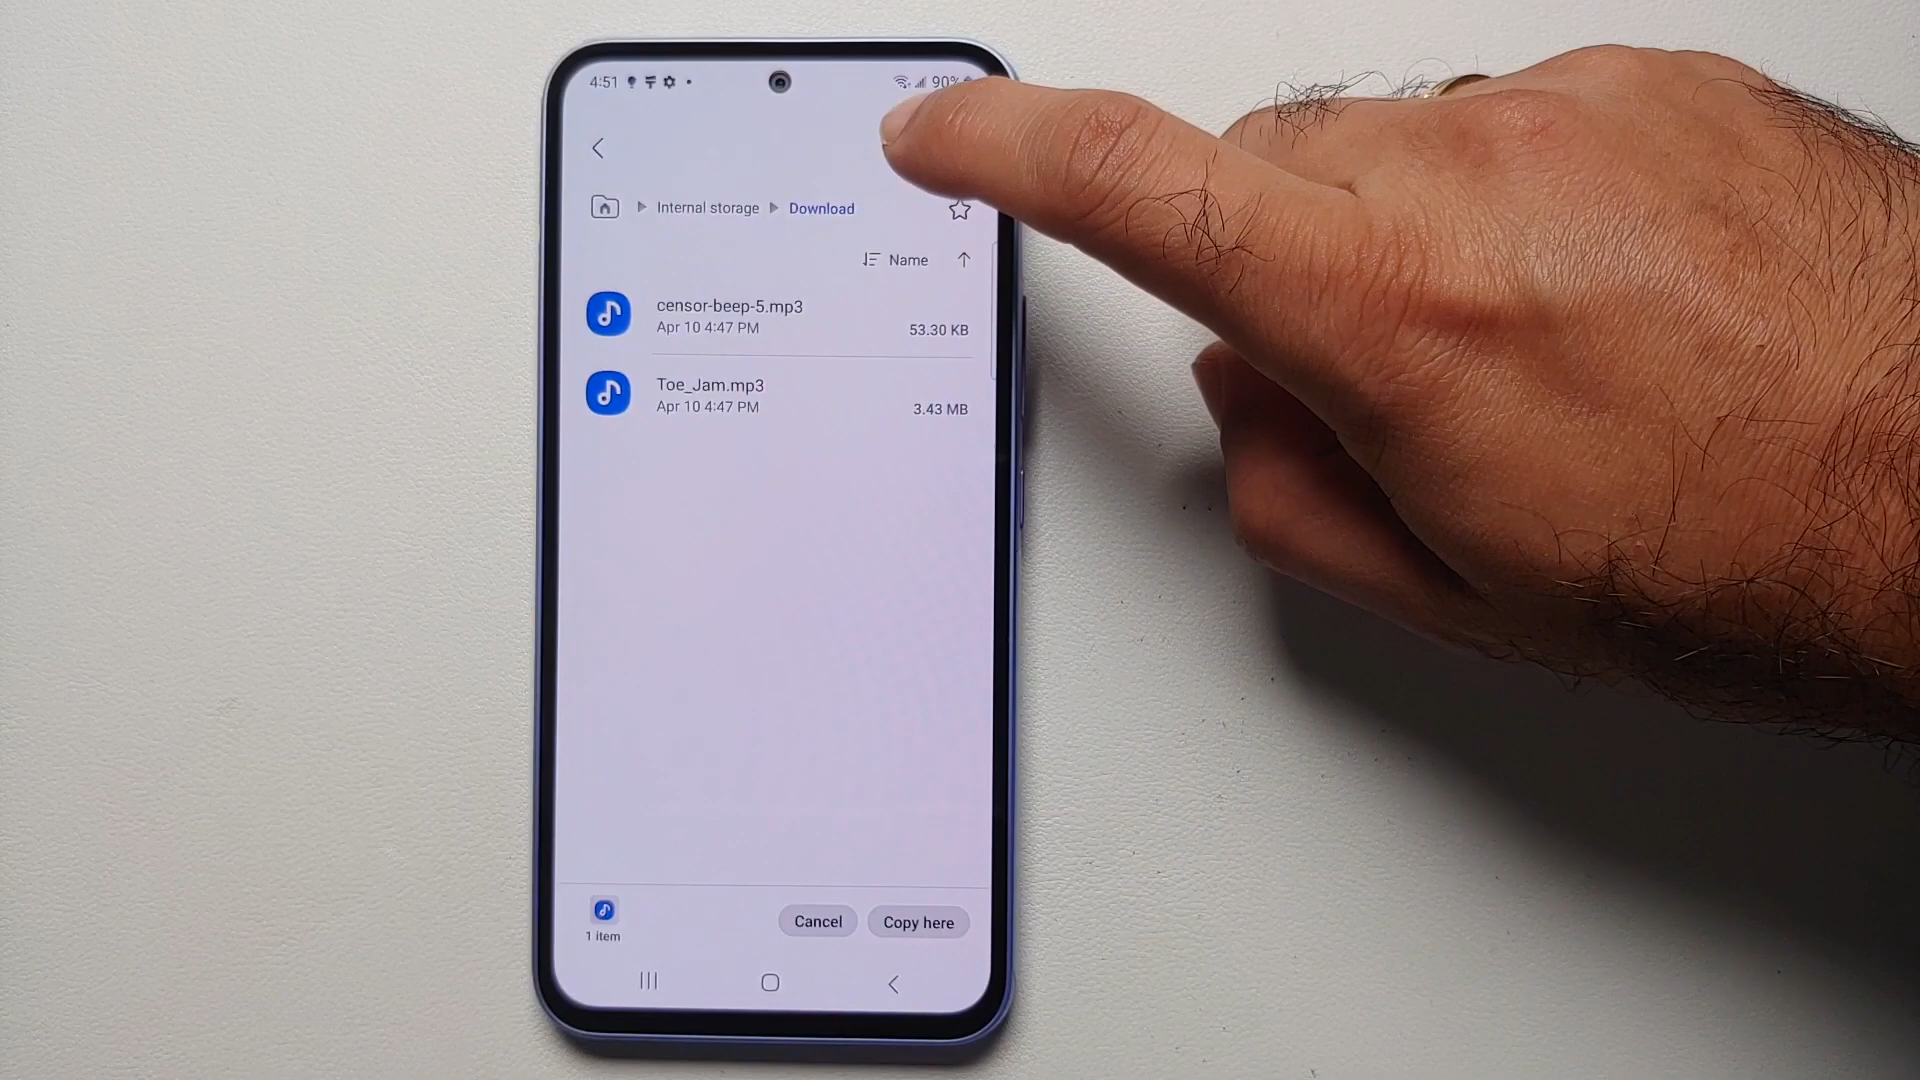 4:51 90%
Internal storage Download
Name
censor-beep-5.mp3
Apr 10 4:47 PM
53.30 KB
Toe_Jam.mp3
Apr 10 4:47 PM
3.43 MB
1 item
Cancel
Copy here